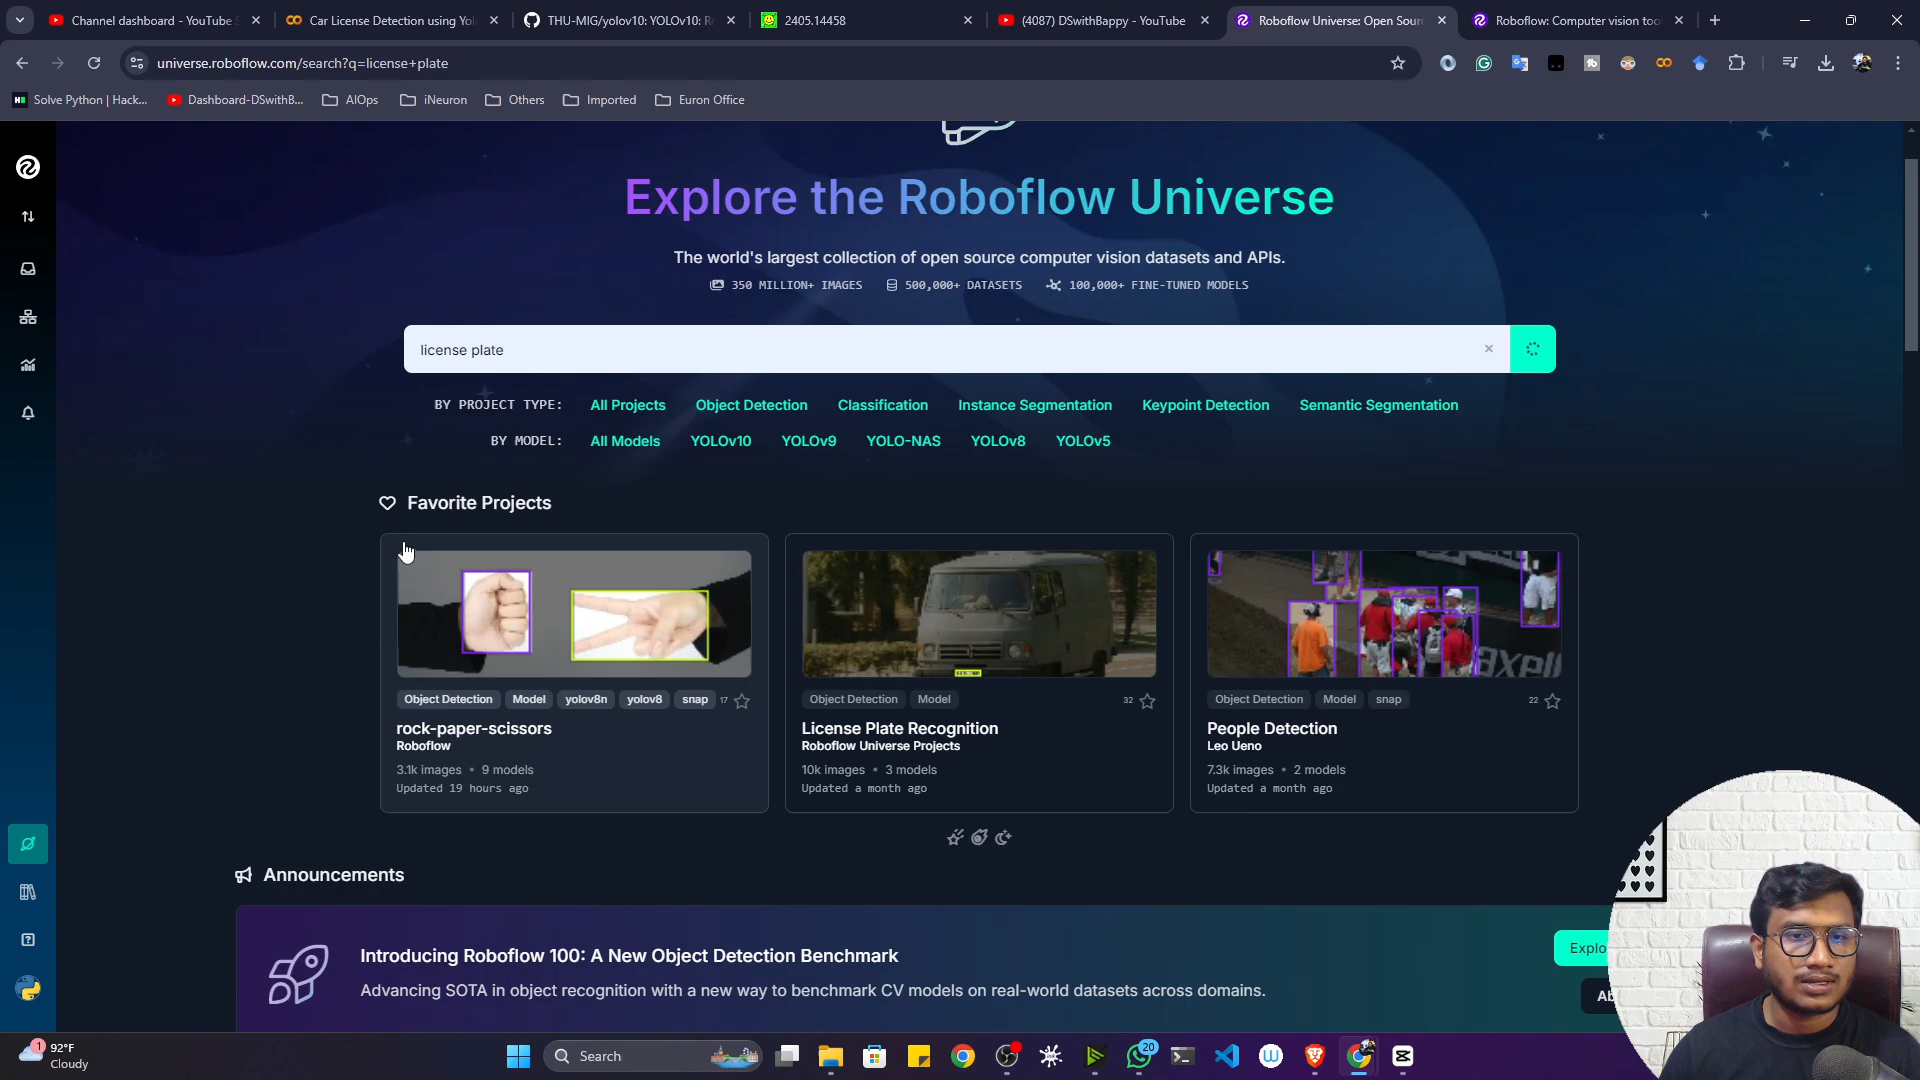 Channel dashboard - YouTube S
Car License Detection using Yol
THU-MIG/yolov10: YOLOv10: Re
2405.14458
(4087) DSwithBappy - YouTube
Roboflow Universe: Open Sour
Roboflow: Computer vision too
universe.roboflow.com/search?q=license+plate
Solve Python | Hack...
Dashboard-DSwithB...
AIOps
iNeuron
Others
Imported
Euron Office
Explore the Roboflow Universe
The world's largest collection of open source computer vision datasets and APIs.
350 MILLION+ IMAGES
500,000+ DATASETS
100,000+ FINE-TUNED MODELS
license plate
BY PROJECT TYPE:
All Projects
Object Detection
Classification
Instance Segmentation
Keypoint Detection
Semantic Segmentation
BY MODEL:
All Models
YOLOv10
YOLOv9
YOLO-NAS
YOLOv8
YOLOv5
Favorite Projects
Object Detection
Model
yolov8n
yolov8
snap
17
rock-paper-scissors
Roboflow
3.1k images • 9 models
Updated 19 hours ago
Object Detection
Model
32
License Plate Recognition
Roboflow Universe Projects
10k images • 3 models
Updated a month ago
axell
Object Detection
Model
snap
22
People Detection
Leo Ueno
7.3k images • 2 models
Updated a month ago
Announcements
Introducing Roboflow 100: A New Object Detection Benchmark
Advancing SOTA in object recognition with a new way to benchmark CV models on real-world datasets across domains.
Explo
Ab
1
92°F
Cloudy
Search
20